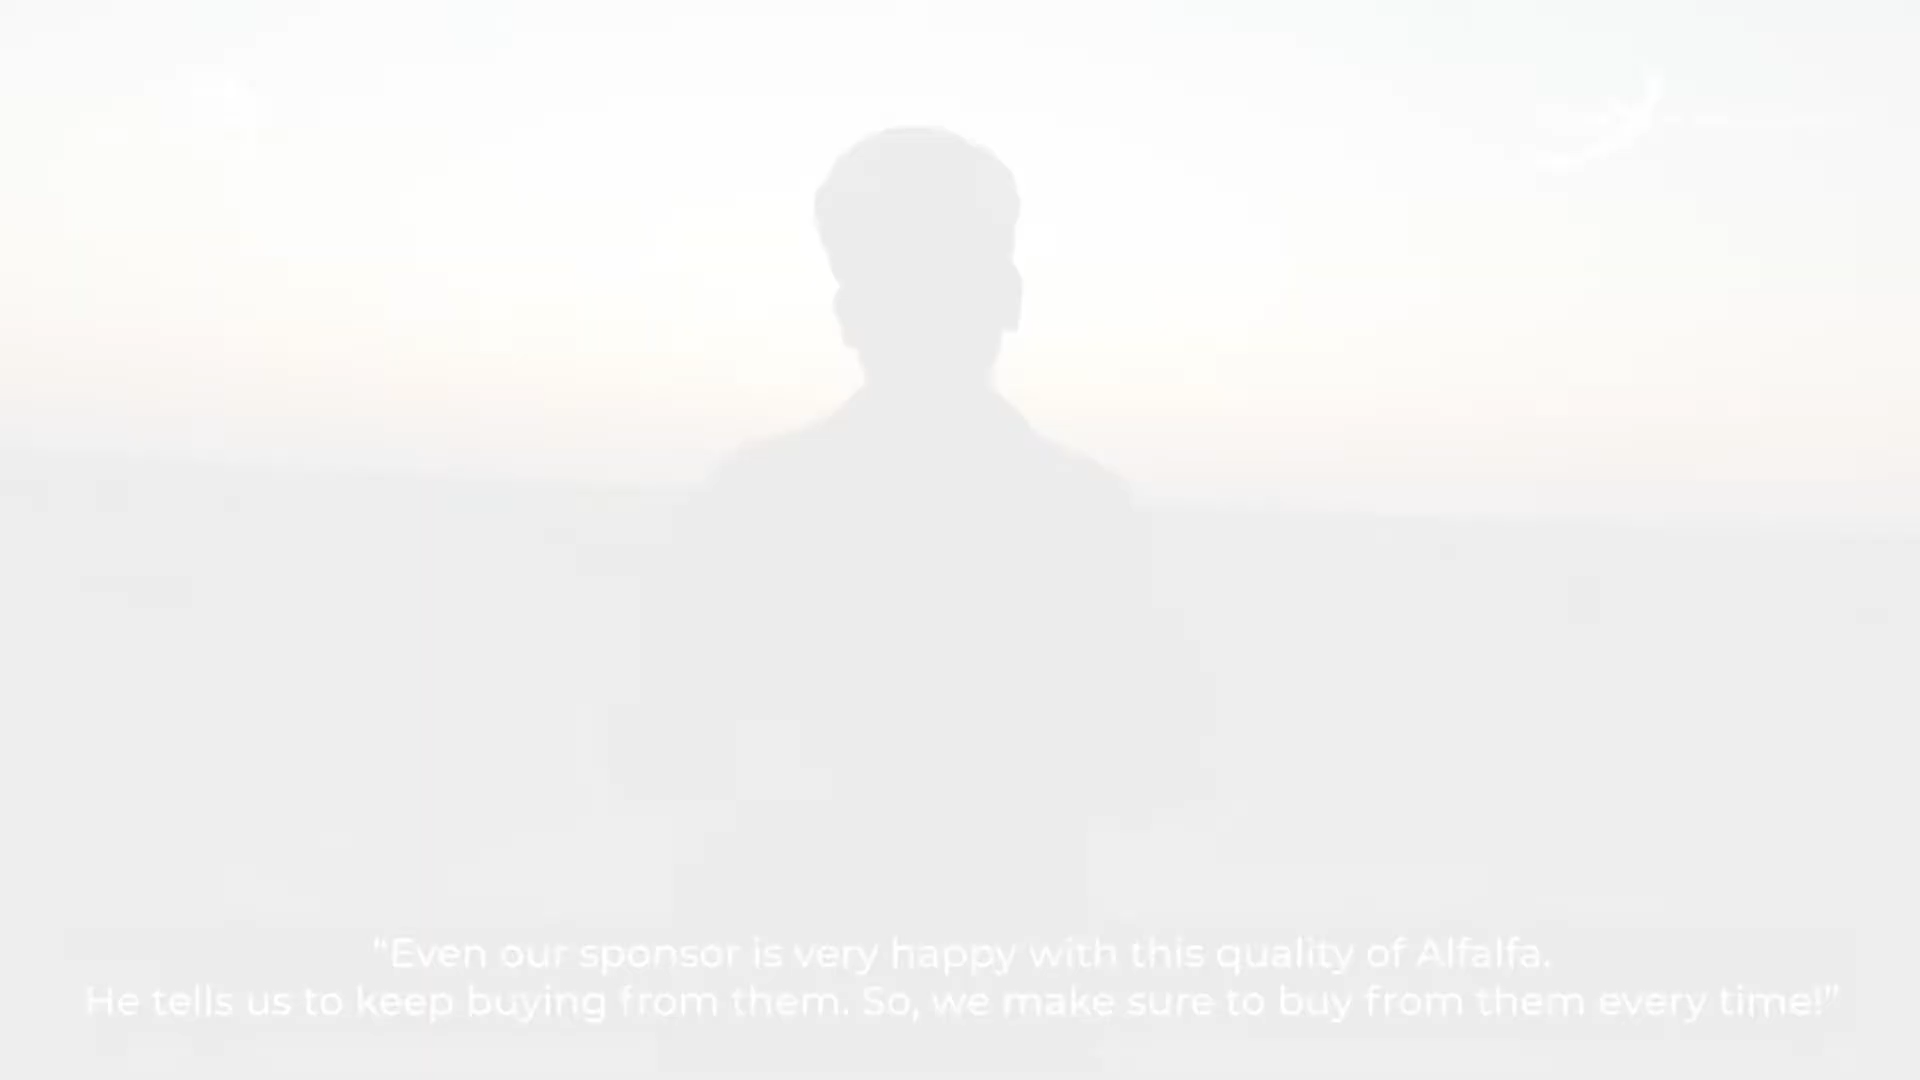 “Even our sponsor is very happy with this quality of Alfalfa.
He tells us to keep buying from them. So, we make sure to buy from them every time!”